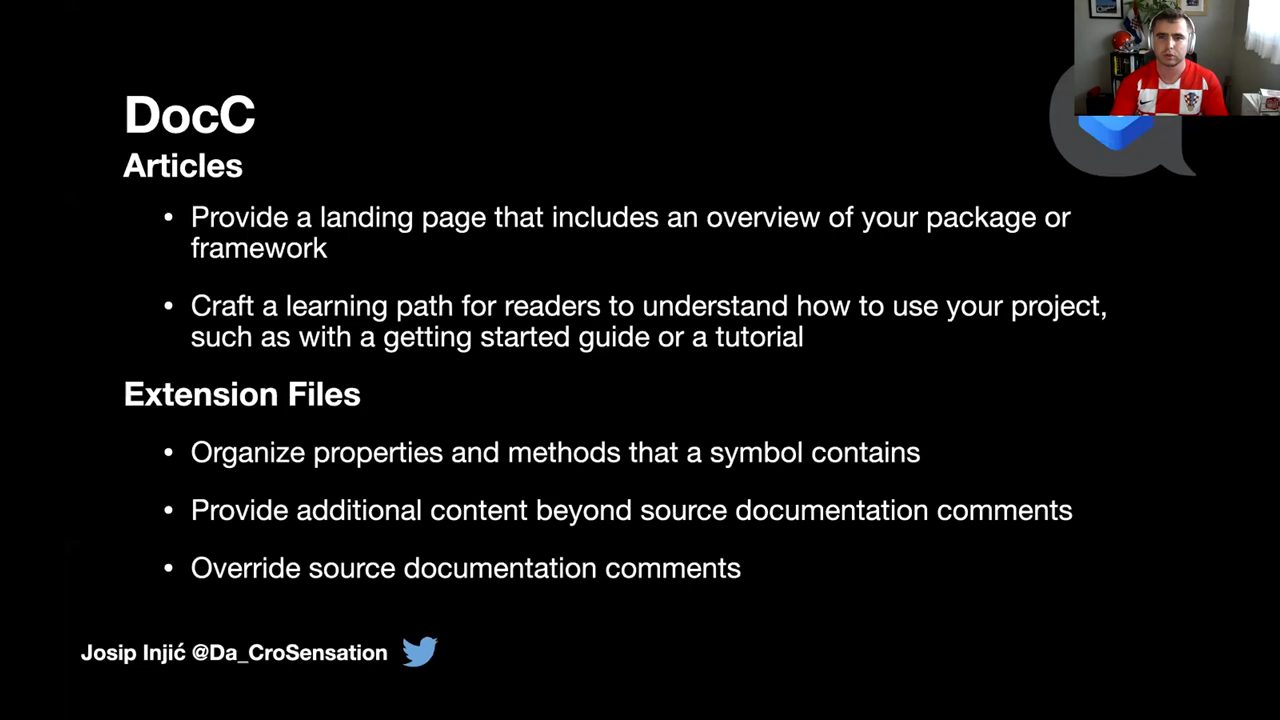 DocC
Articles
• Provide a landing page that includes an overview of your package or
framework
• Craft a learning path for readers to understand how to use your project,
such as with a getting started guide or a tutorial
Extension Files
• Organize properties and methods that a symbol contains
• Provide additional content beyond source documentation comments
• Override source documentation comments
Josip Injić @Da_CroSensation